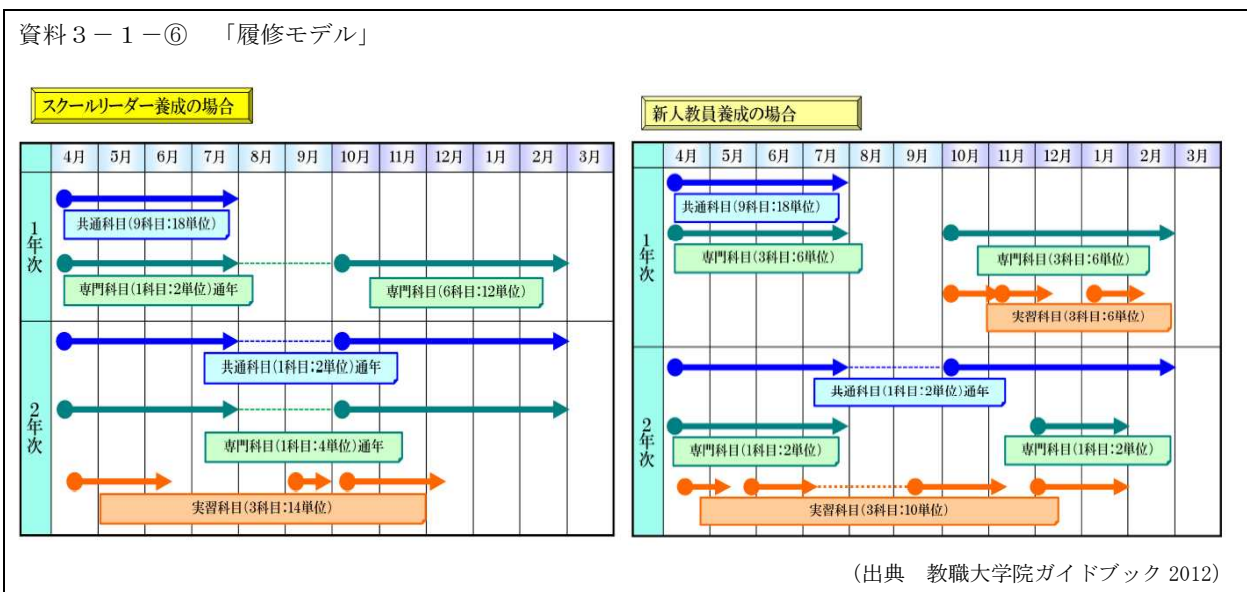 資料3-1-⑥ 「履修モデル」
スクールリーダー養成の場合
4月 5月 6月 7月 8月 9月 10月 11月 12月 1月 2月 3月
1年次
共通科目(9科目:18単位)
専門科目(1科目:2単位)通年
専門科目(6科目:12単位)
2年次
共通科目(1科目:2単位)通年
専門科目(1科目:4単位)通年
実習科目(3科目:14単位)
新人教員養成の場合
4月 5月 6月 7月 8月 9月 10月 11月 12月 1月 2月 3月
1年次
共通科目(9科目:18単位)
専門科目(3科目:6単位)
専門科目(3科目:6単位)
実習科目(3科目:6単位)
2年次
共通科目(1科目:2単位)通年
専門科目(1科目:2単位)
専門科目(1科目:2単位)
実習科目(3科目:10単位)
(出典 教職大学院ガイドブック 2012)